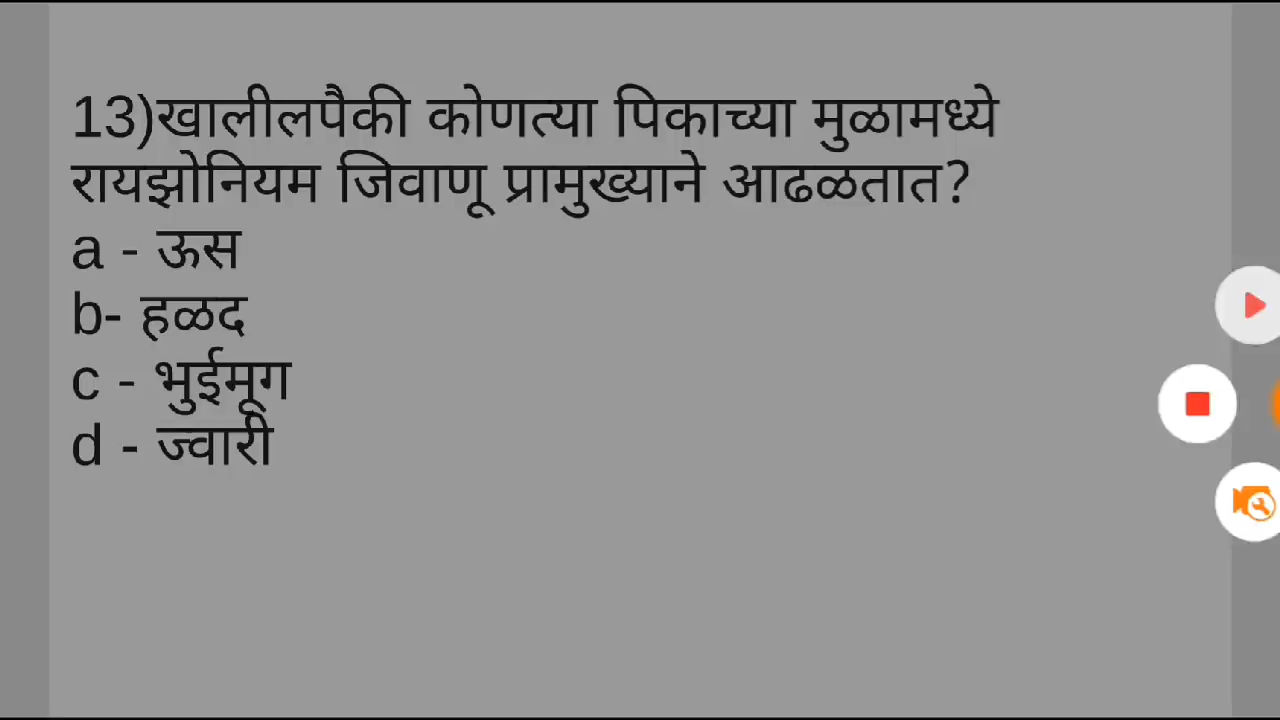 13)खालीलपैकी कोणत्या पिकाच्या मुळामध्ये
रायझोनियम जिवाणू प्रामुख्याने आढळतात?
a - ऊस
b- हळद
c - भुईमूग
d - ज्वारी